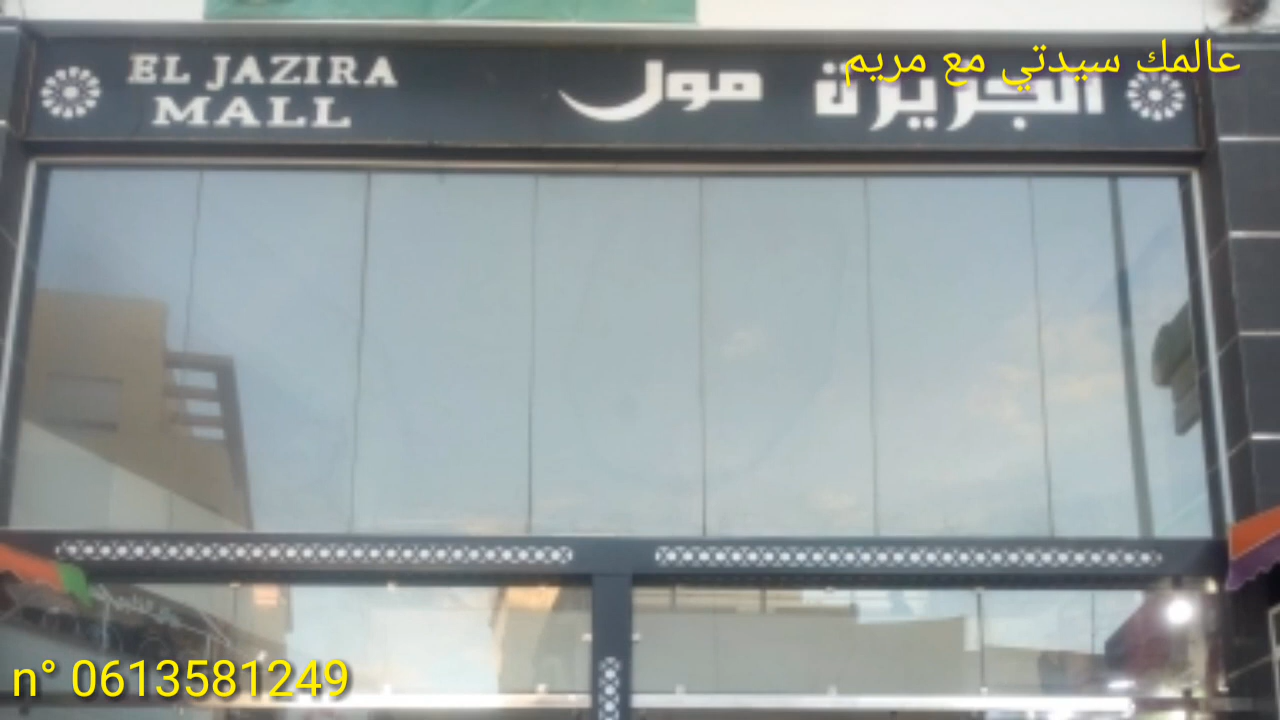 عالمك سيدتي مع مريم
EL JAZIRA
MALL
الجزيرة مول
n° 0613581249